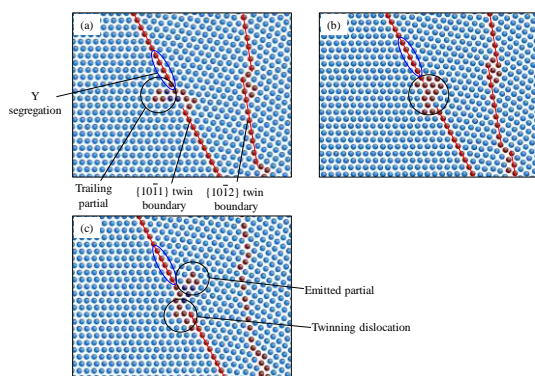 (a)
(b)
Y
segregation
Trailing
partial
{101̄1} twin
boundary
{101̄2} twin
boundary
(c)
Emitted partial
Twinning dislocation